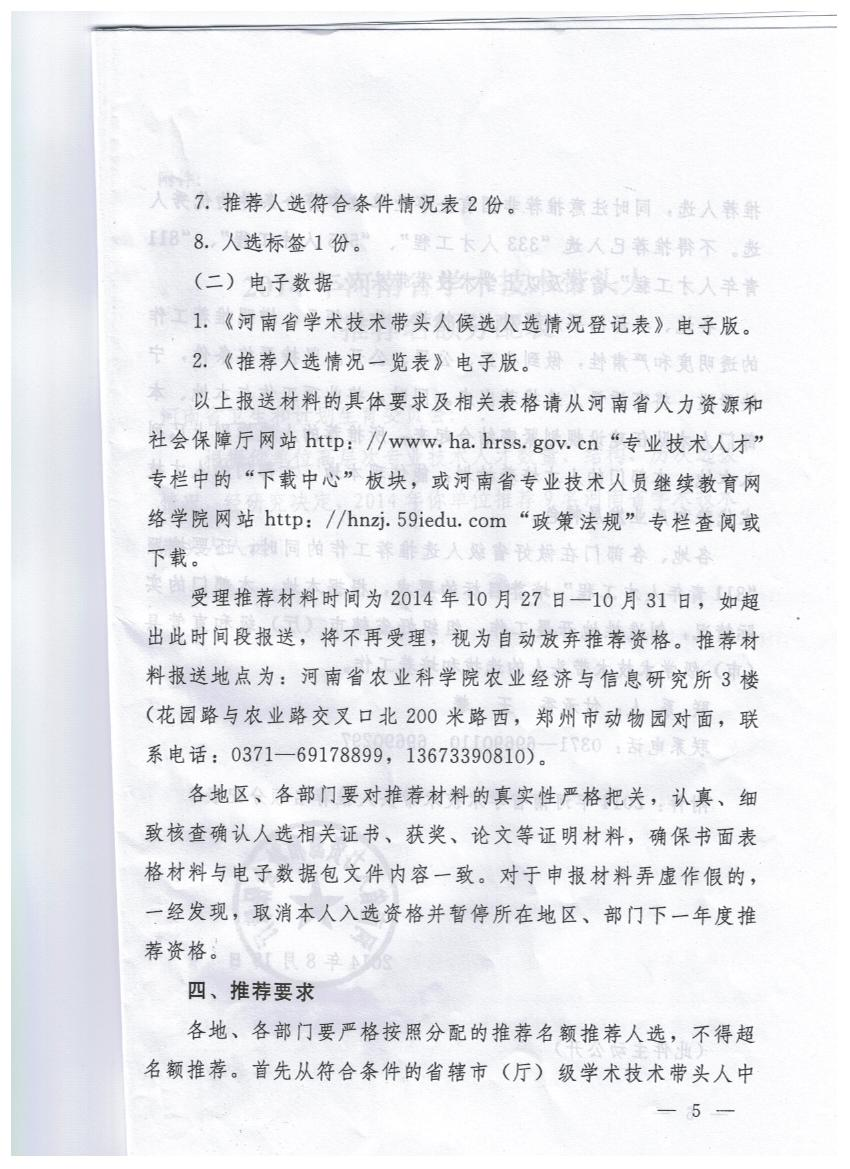 7. 推荐人选符合条件情况表2份。
8. 人选标签1份。
（二）电子数据
1.《河南省学术技术带头人候选人选情况登记表》电子版。
2.《推荐人选情况一览表》电子版。
以上报送材料的具体要求及相关表格请从河南省人力资源和
社会保障厅网站 http: //www. ha. hrss. gov. cn “专业技术人才”
专栏中的“下载中心”板块，或河南省专业技术人员继续教育网
络学院网站 http: //hnzj. 59iedu. com “政策法规”专栏查阅或
下载。
受理推荐材料时间为 2014 年 10 月 27 日—10 月 31 日，如超
出此时间段报送，将不再受理，视为自动放弃推荐资格。推荐材
料报送地点为：河南省农业科学院农业经济与信息研究所 3 楼
（花园路与农业路交叉口北 200 米路西，郑州市动物园对面，联
系电话：0371—69178899，13673390810）。
各地区、各部门要对推荐材料的真实性严格把关，认真、细
致核查确认人选相关证书、获奖、论文等证明材料，确保书面表
格材料与电子数据包文件内容一致。对于申报材料弄虚作假的，
一经发现，取消本人入选资格并暂停所在地区、部门下一年度推
荐资格。
四、推荐要求
各地、各部门要严格按照分配的推荐名额推荐人选，不得超
名额推荐。首先从符合条件的省辖市（厅）级学术技术带头人中
— 5 —